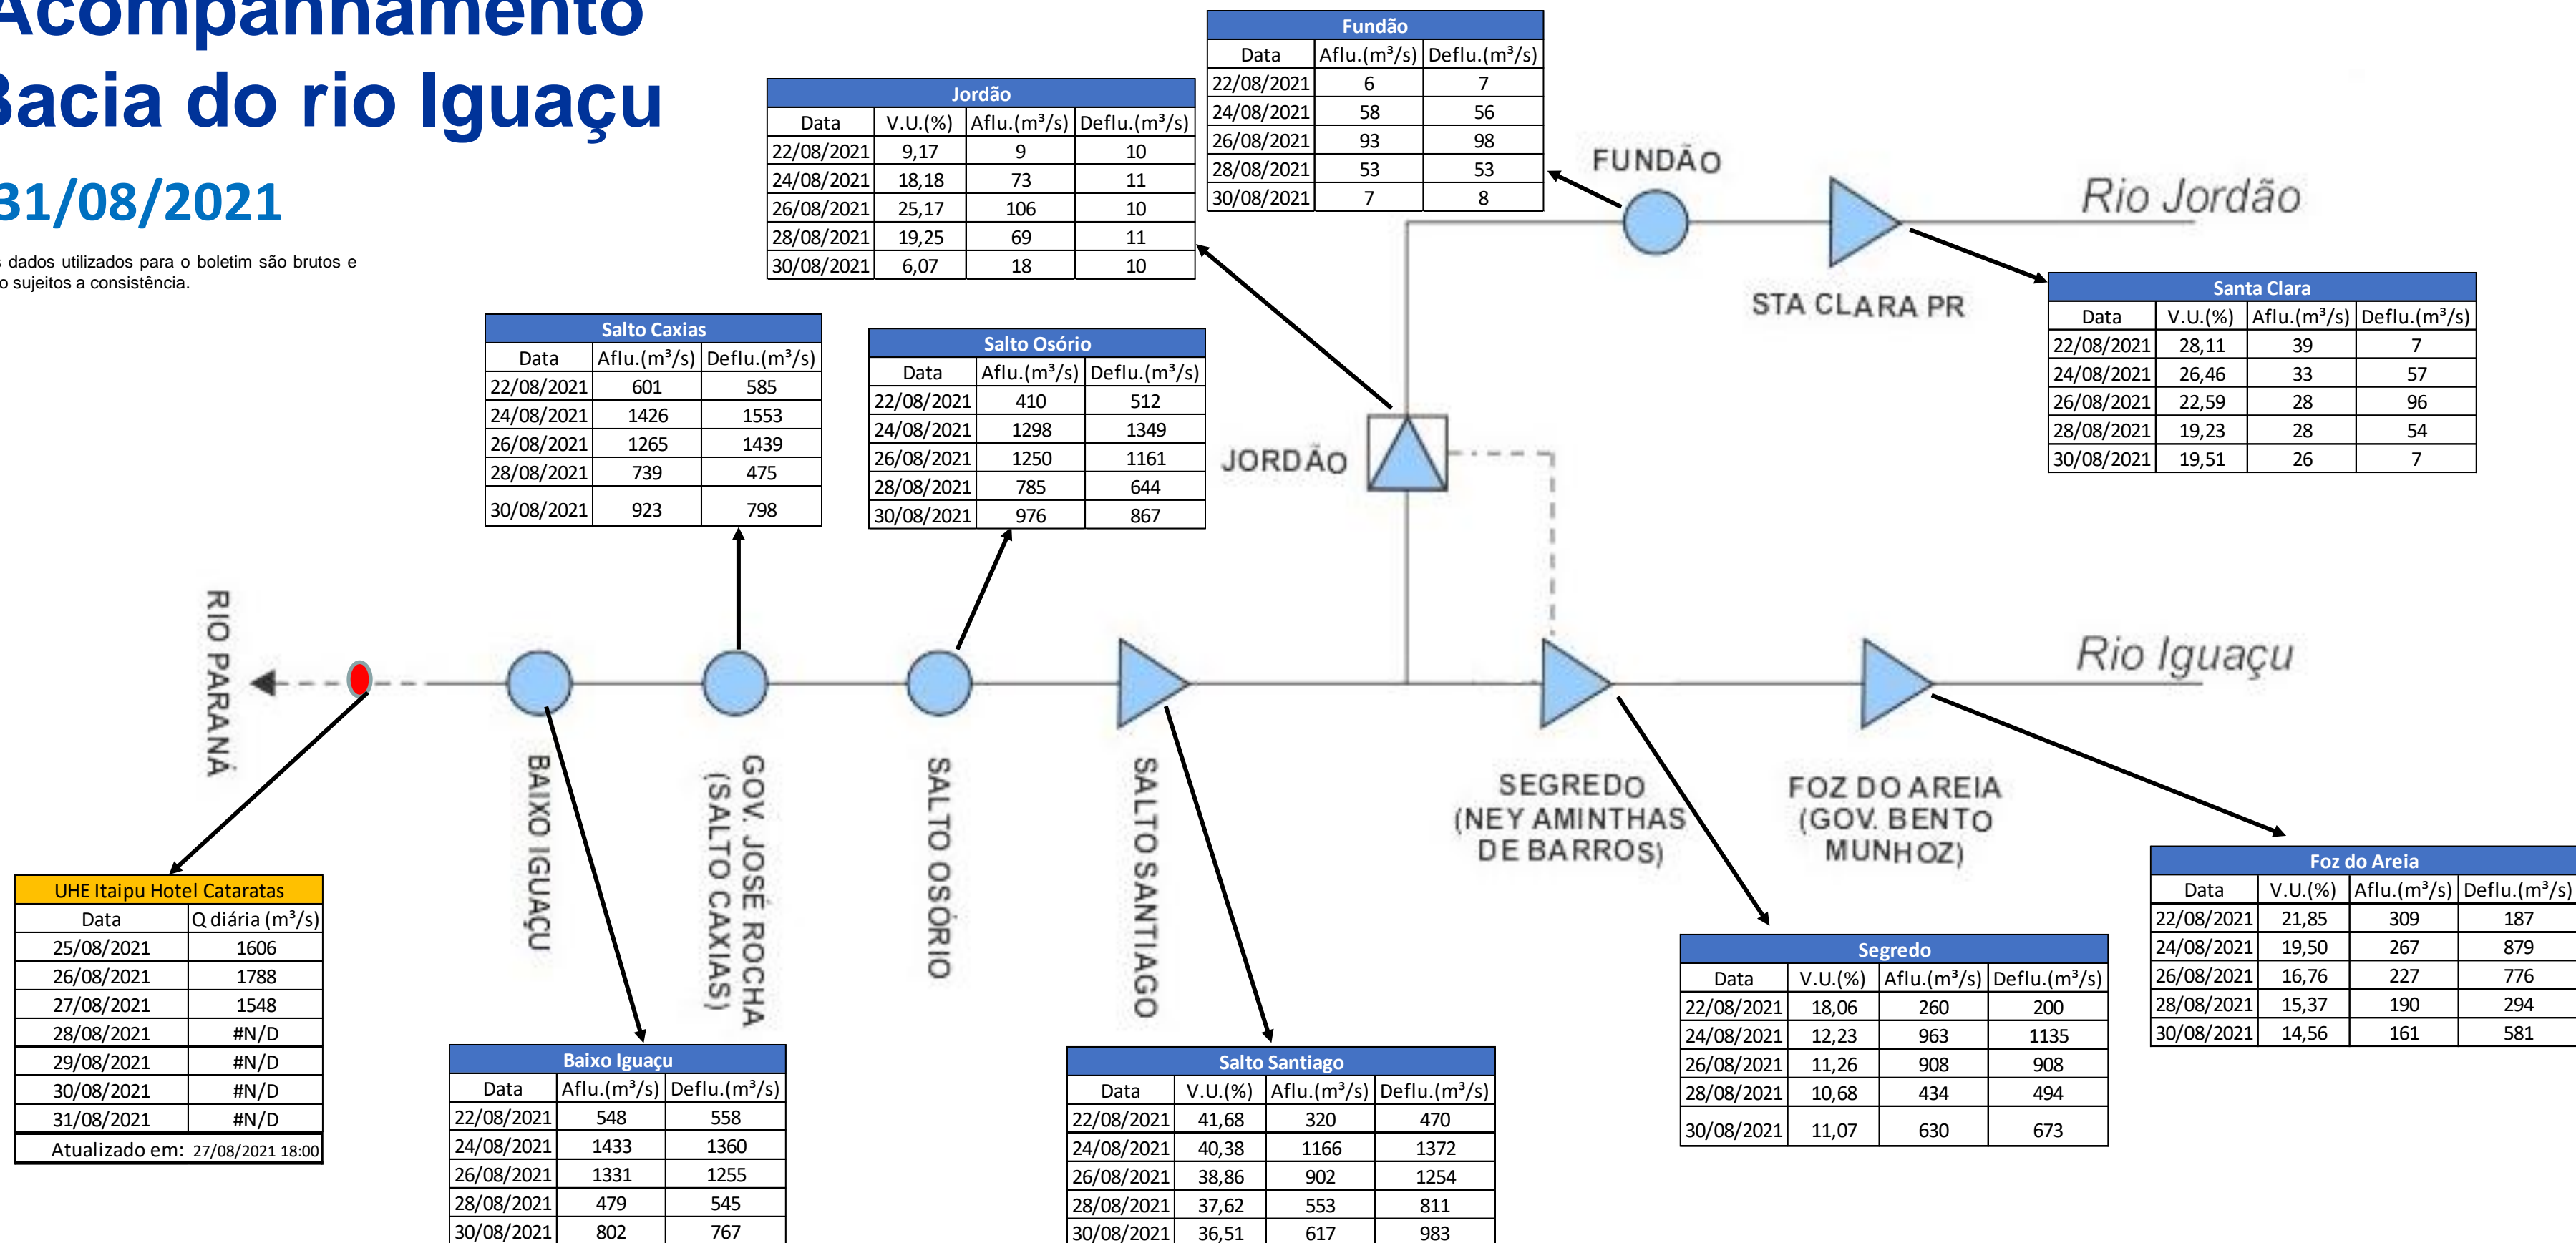 Acompanhamento
Bacia do rio Iguaçu
31/08/2021
s dados utilizados para o boletim são brutos e
o sujeitos a consistência.
Fundão
Data Aflu.(m³/s) Deflu.(m³/s)
22/08/2021 6 7
24/08/2021 58 56
26/08/2021 93 98
28/08/2021 53 53
30/08/2021 7 8
Jordão
Data V.U.(%) Aflu.(m³/s) Deflu.(m³/s)
22/08/2021 9,17 9 10
24/08/2021 18,18 73 11
26/08/2021 25,17 106 10
28/08/2021 19,25 69 11
30/08/2021 6,07 18 10
FUNDÃO
STA CLARA PR
Rio Jordão
Santa Clara
Data V.U.(%) Aflu.(m³/s) Deflu.(m³/s)
22/08/2021 28,11 39 7
24/08/2021 26,46 33 57
26/08/2021 22,59 28 96
28/08/2021 19,23 28 54
30/08/2021 19,51 26 7
Salto Caxias
Data Aflu.(m³/s) Deflu.(m³/s)
22/08/2021 601 585
24/08/2021 1426 1553
26/08/2021 1265 1439
28/08/2021 739 475
30/08/2021 923 798
Salto Osório
Data Aflu.(m³/s) Deflu.(m³/s)
22/08/2021 410 512
24/08/2021 1298 1349
26/08/2021 1250 1161
28/08/2021 785 644
30/08/2021 976 867
JORDÃO
RIO PARANÁ
BAIXO IGUAÇU
GOV. JOSÉ ROCHA
(SALTO CAXIAS)
SALTO OSÓRIO
SALTO SANTIAGO
SEGREDO
(NEY AMINTHAS
DE BARROS)
FOZ DO AREIA
(GOV. BENTO
MUNHOZ)
Rio Iguaçu
UHE Itaipu Hotel Cataratas
Data Q diária (m³/s)
25/08/2021 1606
26/08/2021 1788
27/08/2021 1548
28/08/2021 #N/D
29/08/2021 #N/D
30/08/2021 #N/D
31/08/2021 #N/D
Atualizado em: 27/08/2021 18:00
Baixo Iguaçu
Data Aflu.(m³/s) Deflu.(m³/s)
22/08/2021 548 558
24/08/2021 1433 1360
26/08/2021 1331 1255
28/08/2021 479 545
30/08/2021 802 767
Salto Santiago
Data V.U.(%) Aflu.(m³/s) Deflu.(m³/s)
22/08/2021 41,68 320 470
24/08/2021 40,38 1166 1372
26/08/2021 38,86 902 1254
28/08/2021 37,62 553 811
30/08/2021 36,51 617 983
Segredo
Data V.U.(%) Aflu.(m³/s) Deflu.(m³/s)
22/08/2021 18,06 260 200
24/08/2021 12,23 963 1135
26/08/2021 11,26 908 908
28/08/2021 10,68 434 494
30/08/2021 11,07 630 673
Foz do Areia
Data V.U.(%) Aflu.(m³/s) Deflu.(m³/s)
22/08/2021 21,85 309 187
24/08/2021 19,50 267 879
26/08/2021 16,76 227 776
28/08/2021 15,37 190 294
30/08/2021 14,56 161 581